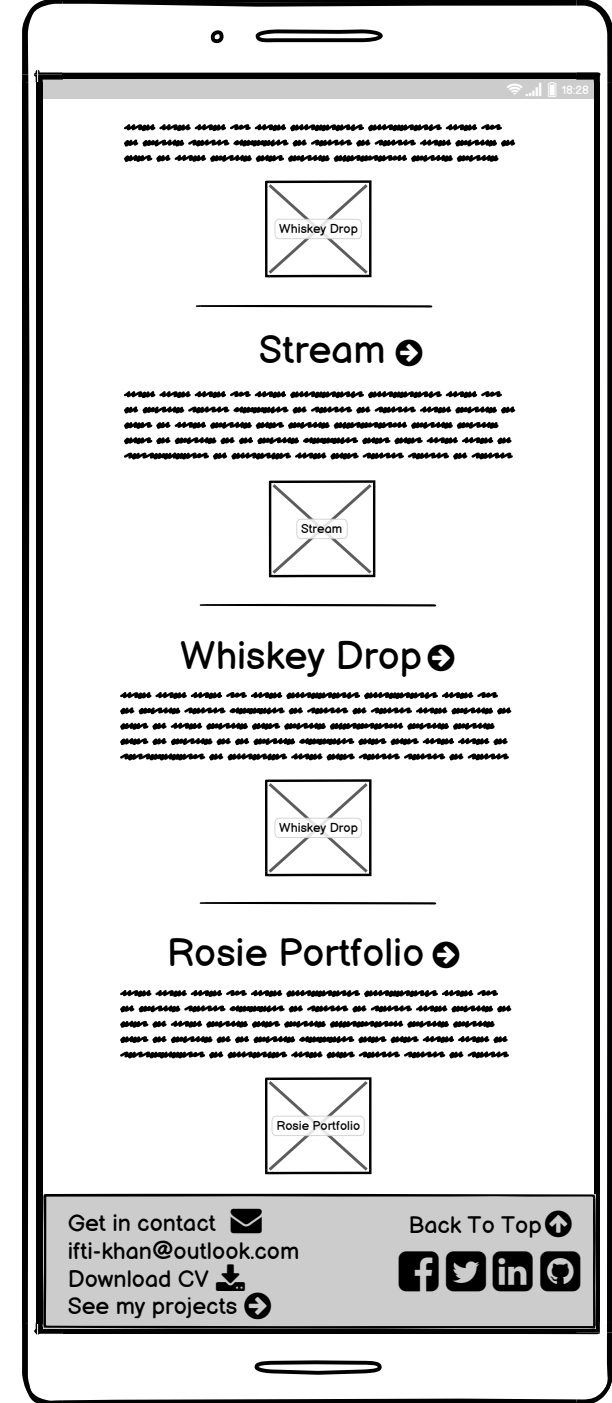 18:28
Whiskey Drop
Stream
Stream
Whiskey Drop
Whiskey Drop
Rosie Portfolio
Rosie Portfolio
Get in contact
ifti-khan@outlook.com
Download CV
See my projects
Back To Top